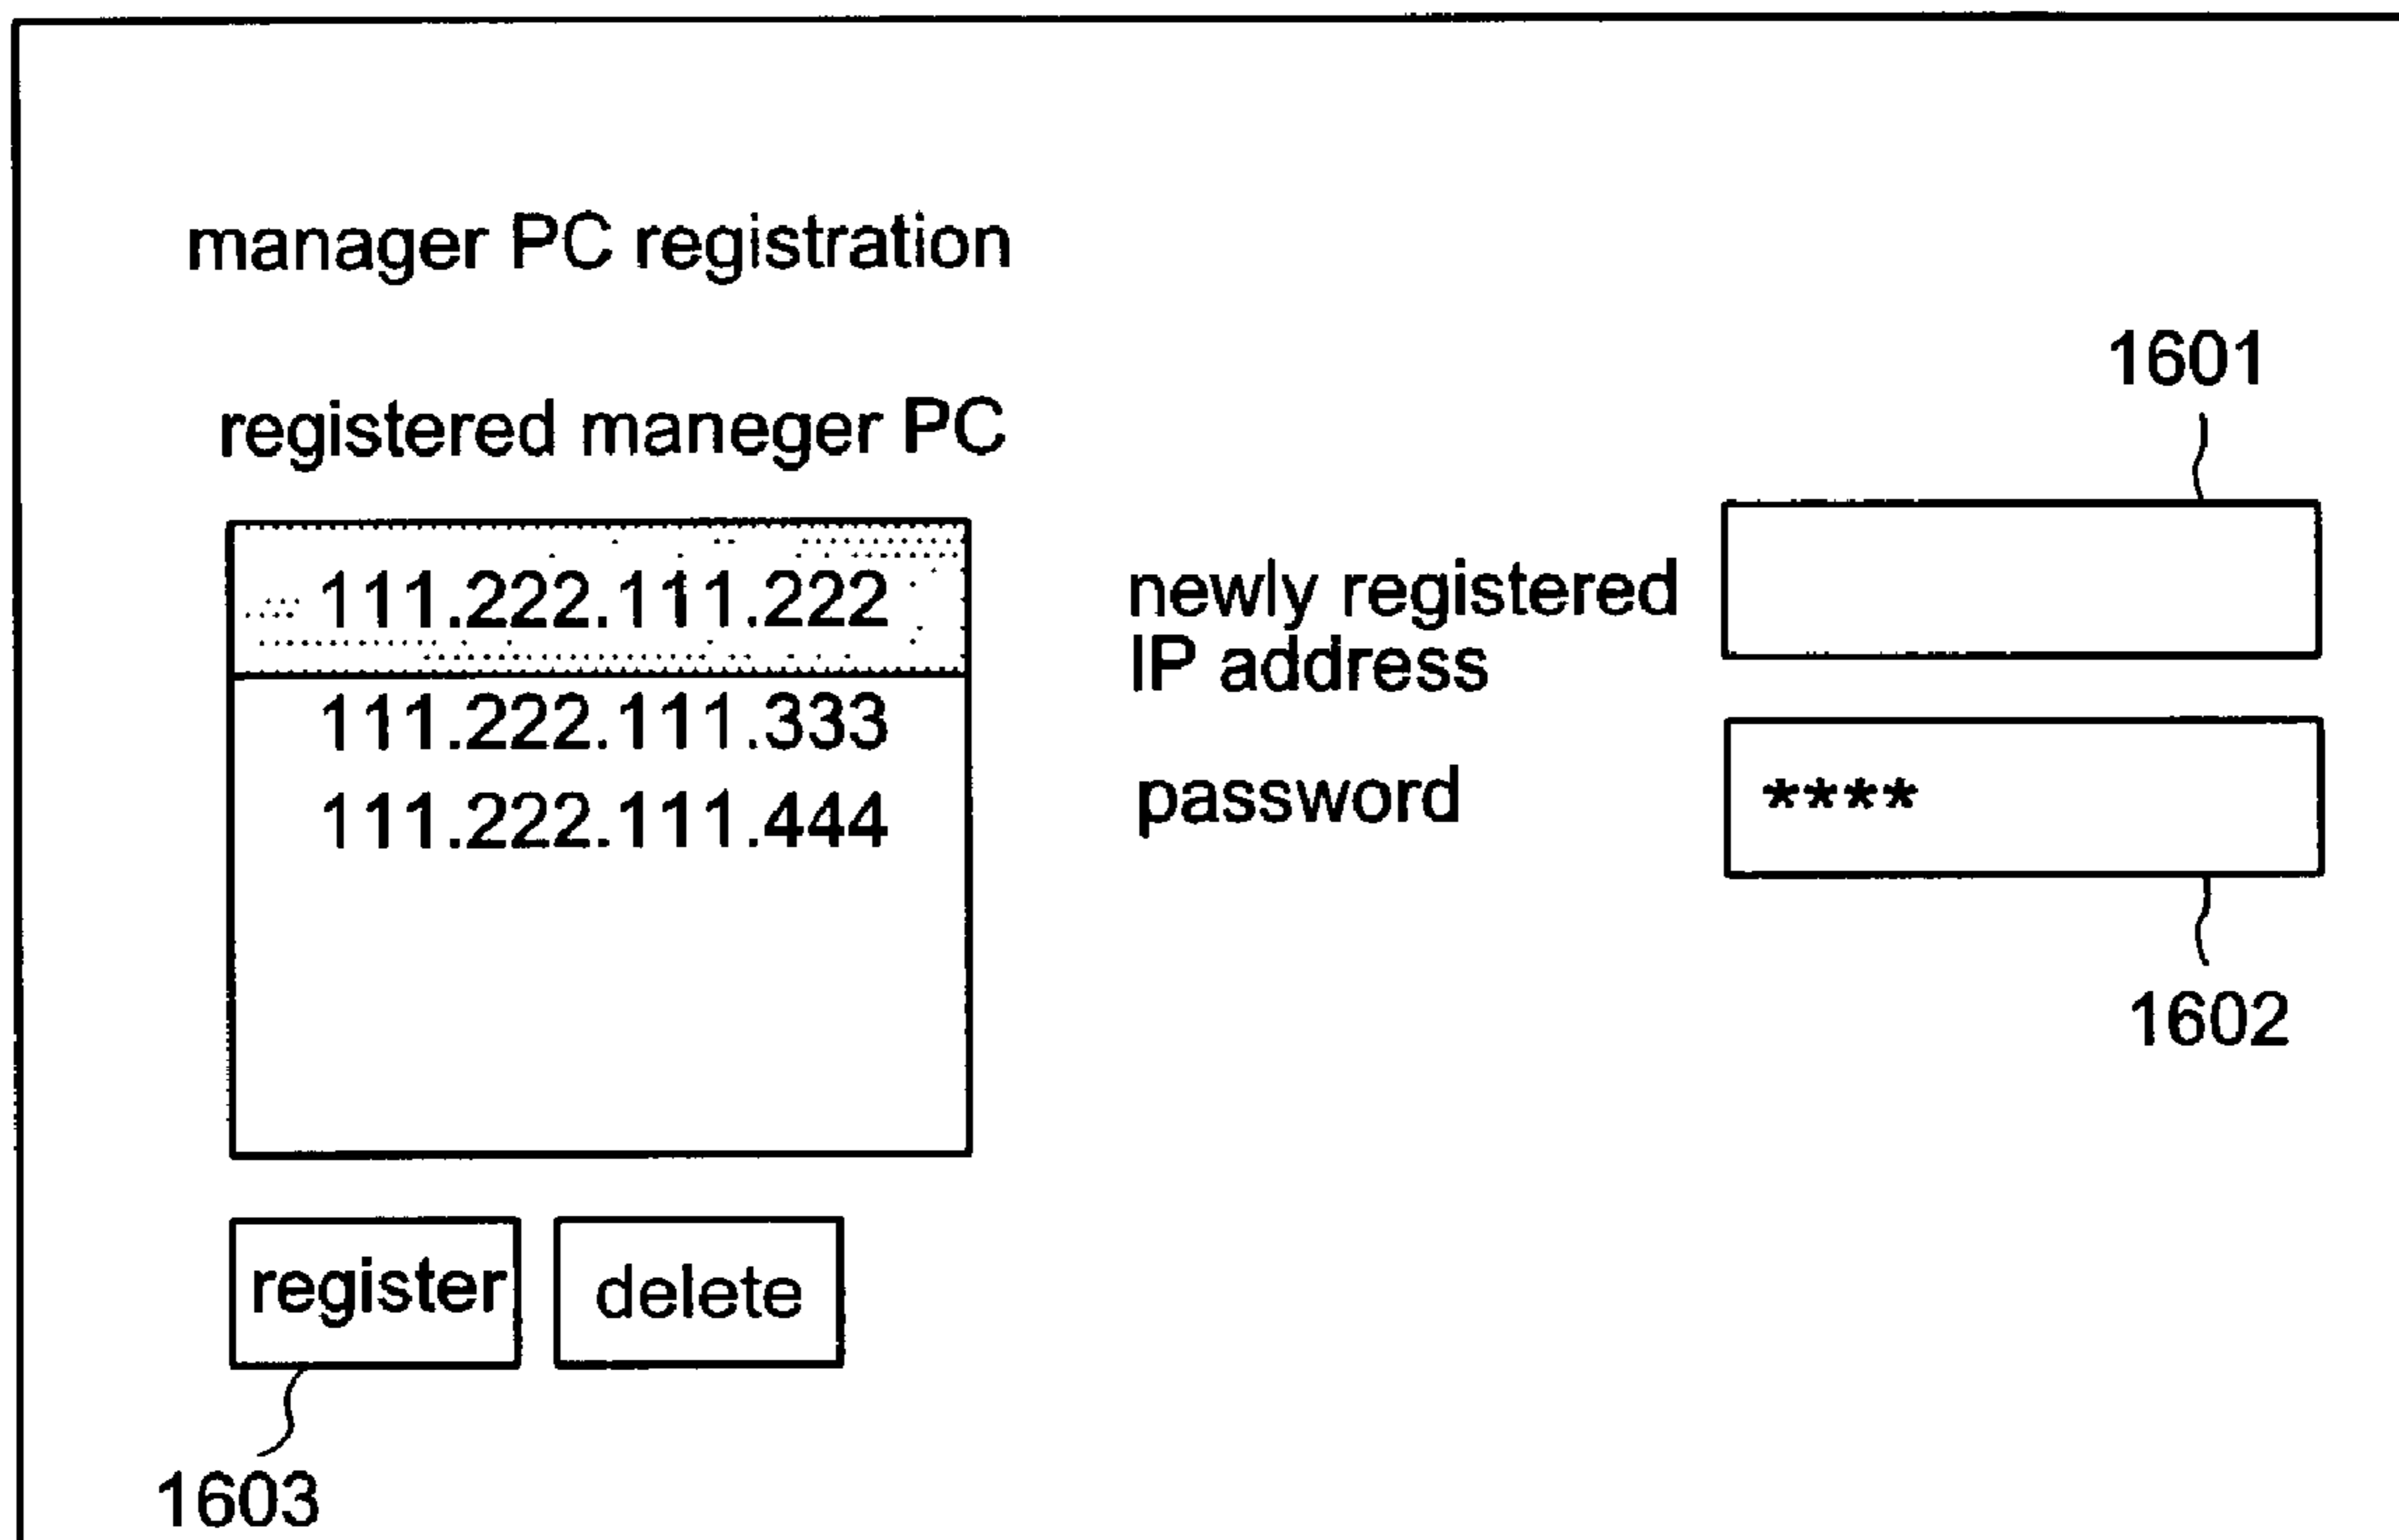 manager PC registration
1601
registered maneger PC
111.222.111.222
111.222.111.333
111.222.111.444
newly registered
IP address
password
****
1602
register
delete
1603